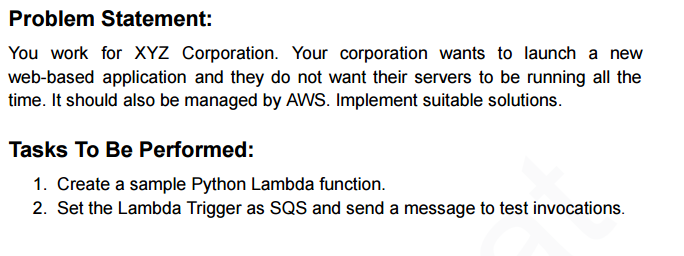 Problem Statement:
You work for XYZ Corporation. Your corporation wants to launch a new
web-based application and they do not want their servers to be running all the
time. It should also be managed by AWS. Implement suitable solutions.
Tasks To Be Performed:
1. Create a sample Python Lambda function.
2. Set the Lambda Trigger as SQS and send a message to test invocations.